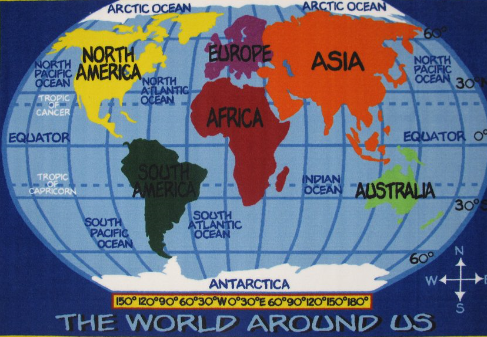 ARCTIC OCEAN
ARCTIC OCEAN
60°
NORTH
AMERICA
EUROPE
ASIA
NORTH
PACIFIC
OCEAN
NORTH
ATLANTIC
OCEAN
NORTH
PACIFIC
OCEAN
30°
TROPIC
OF
CANCER
AFRICA
EQUATOR
EQUATOR 0°
TROPIC
OF
CAPRICORN
SOUTH
AMERICA
INDIAN
OCEAN
AUSTRALIA
30°
SOUTH
PACIFIC
OCEAN
SOUTH
ATLANTIC
OCEAN
60°
ANTARCTICA
N
W
S
150° 120° 90° 60° 30° W 0° 30° E 60° 90° 120° 150° 180°
THE WORLD AROUND US